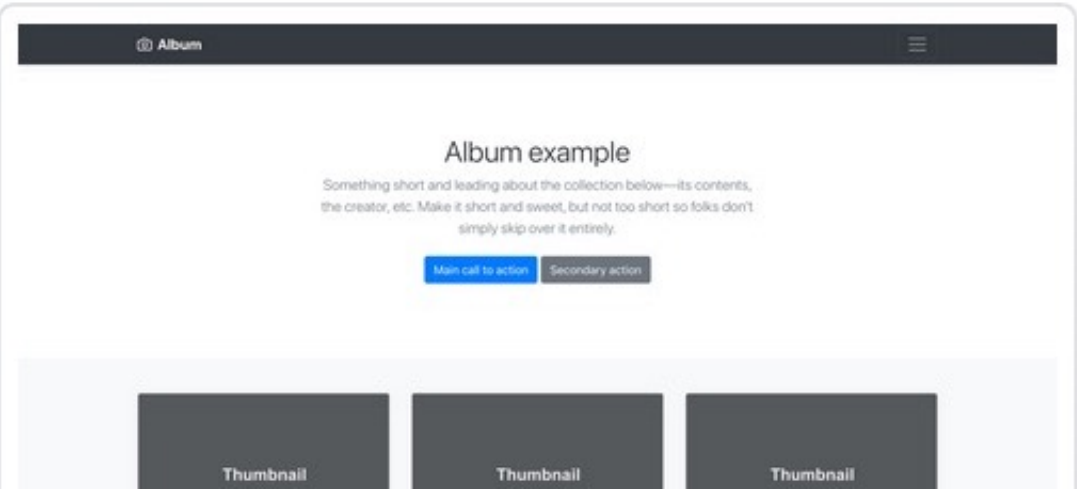 Album
Album example
Something short and leading about the collection below—its contents,
the creator, etc. Make it short and sweet, but not too short so folks don't
simply skip over it entirely.
Main call to action Secondary action
Thumbnail Thumbnail Thumbnail